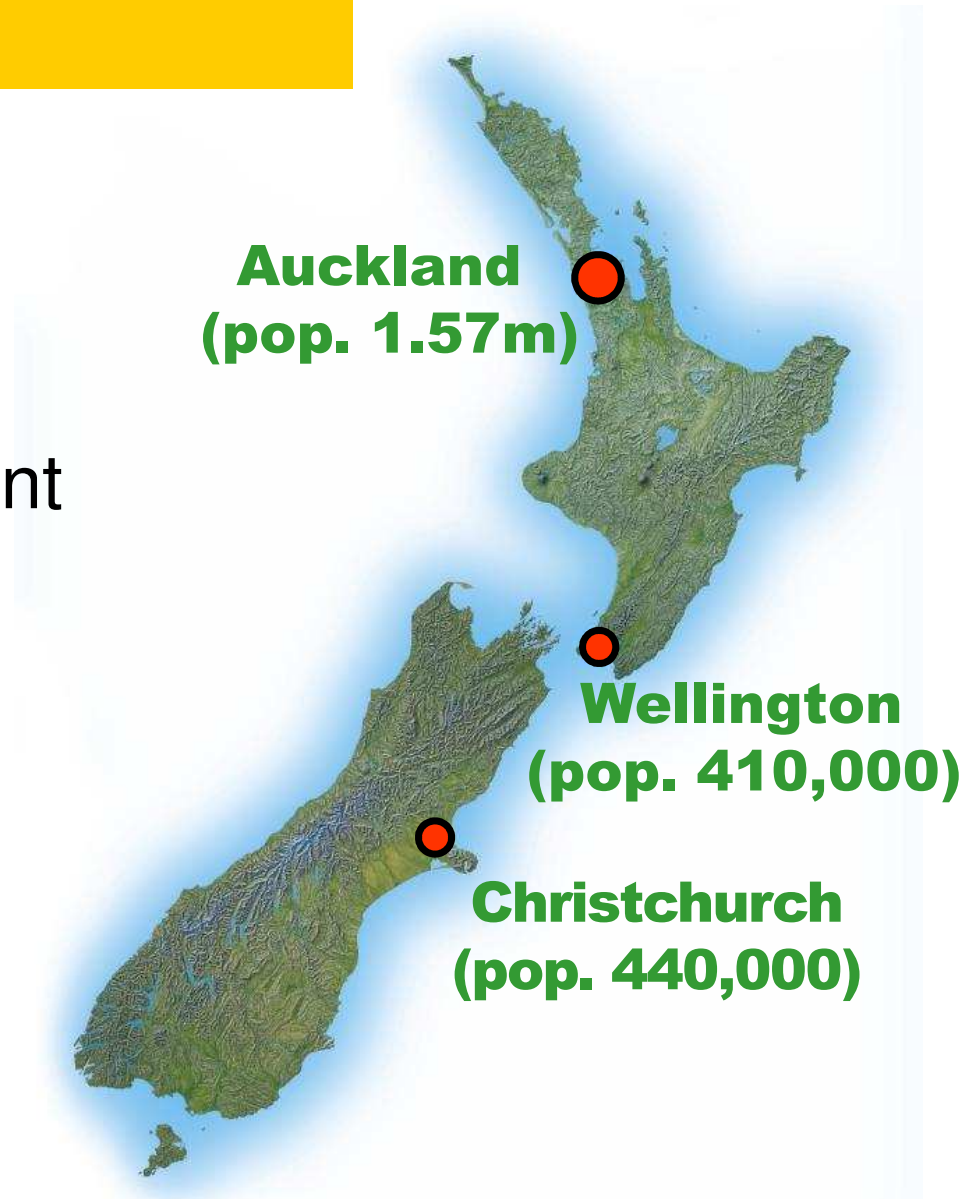 Auckland
(pop. 1.57m)
nt
Wellington
(pop. 410,000)
Christchurch
(pop. 440,000)